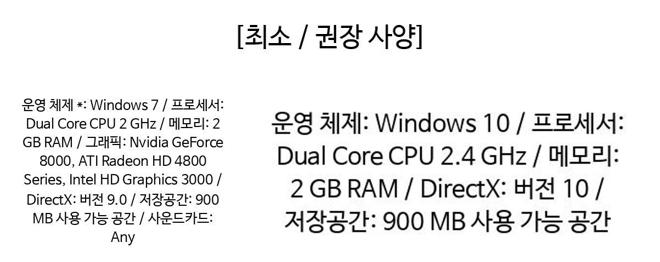 [최소 / 권장 사양]
운영 체제 *: Windows 7 / 프로세서:
Dual Core CPU 2 GHz / 메모리: 2
GB RAM / 그래픽: Nvidia GeForce
8000, ATI Radeon HD 4800
Series, Intel HD Graphics 3000 /
DirectX: 버전 9.0 / 저장공간: 900
MB 사용 가능 공간 / 사운드카드:
Any
운영 체제: Windows 10 / 프로세서:
Dual Core CPU 2.4 GHz / 메모리:
2 GB RAM / DirectX: 버전 10 /
저장공간: 900 MB 사용 가능 공간